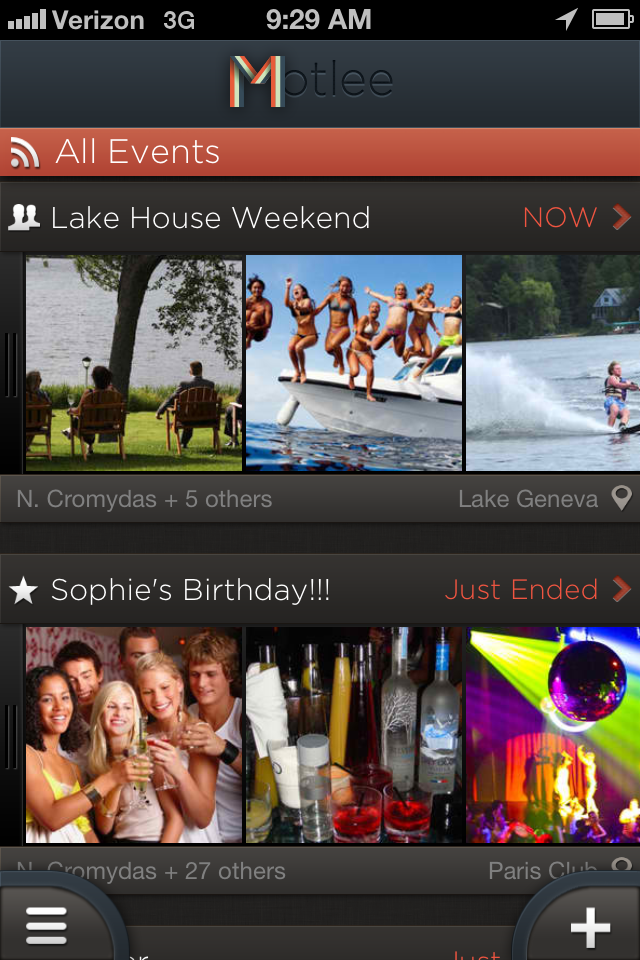 Verizon 3G 9:29 AM
Motlee
All Events
Lake House Weekend NOW
N. Cromydas + 5 others Lake Geneva
Sophie's Birthday!!! Just Ended
N. Cromydas + 27 others Paris Club
Just